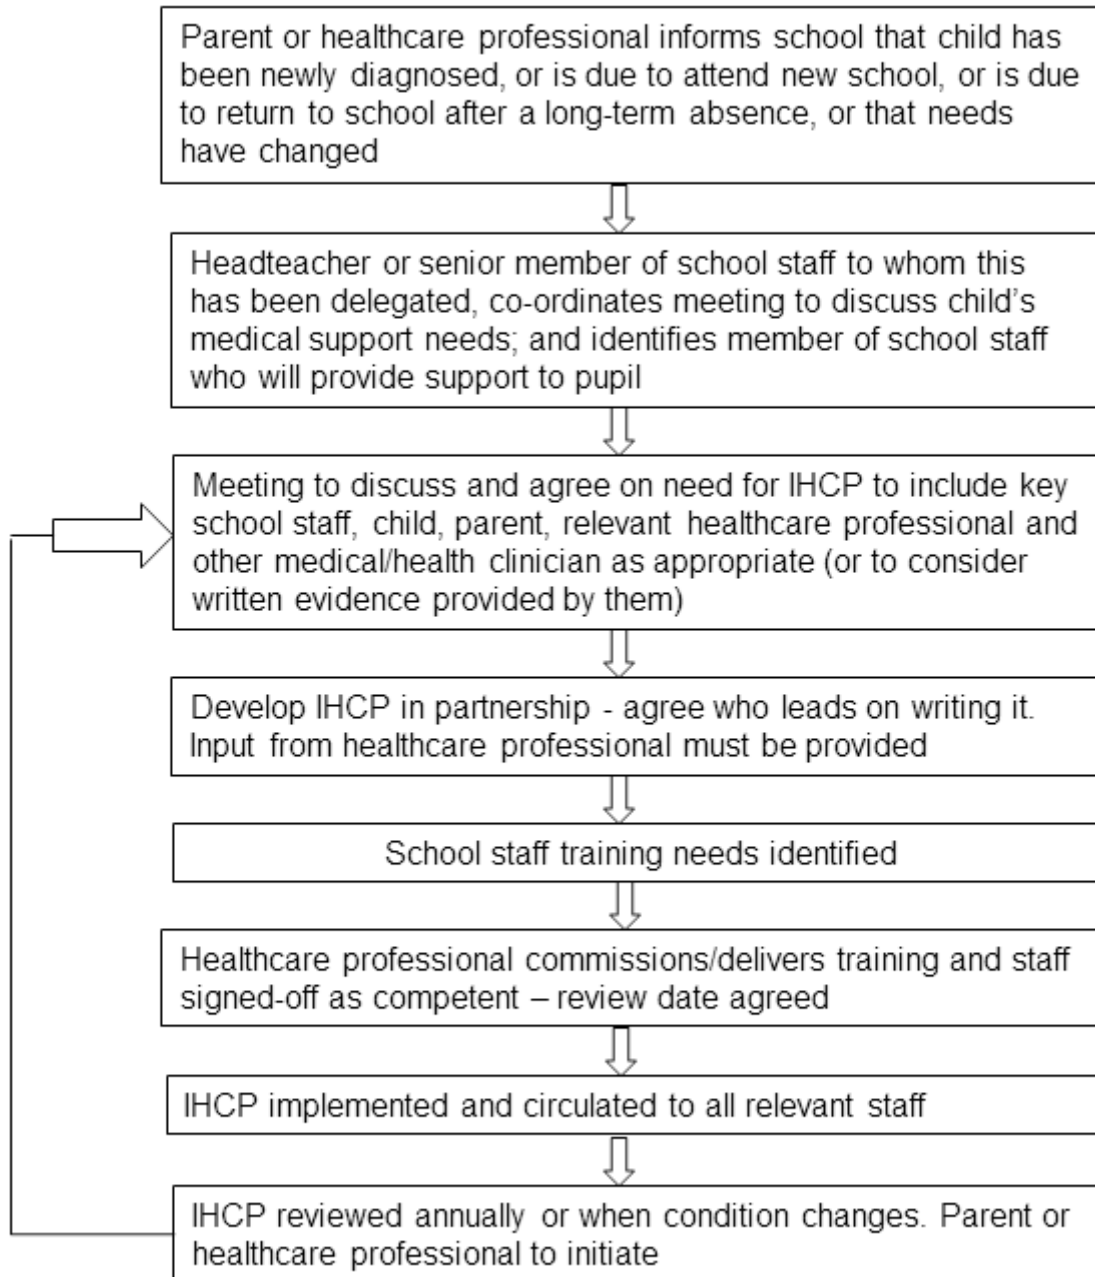 Parent or healthcare professional informs school that child has
been newly diagnosed, or is due to attend new school, or is due
to return to school after a long-term absence, or that needs
have changed
Headteacher or senior member of school staff to whom this
has been delegated, co-ordinates meeting to discuss child’s
medical support needs; and identifies member of school staff
who will provide support to pupil
Meeting to discuss and agree on need for IHCP to include key
school staff, child, parent, relevant healthcare professional and
other medical/health clinician as appropriate (or to consider
written evidence provided by them)
Develop IHCP in partnership - agree who leads on writing it.
Input from healthcare professional must be provided
School staff training needs identified
Healthcare professional commissions/delivers training and staff
signed-off as competent – review date agreed
IHCP implemented and circulated to all relevant staff
IHCP reviewed annually or when condition changes. Parent or
healthcare professional to initiate